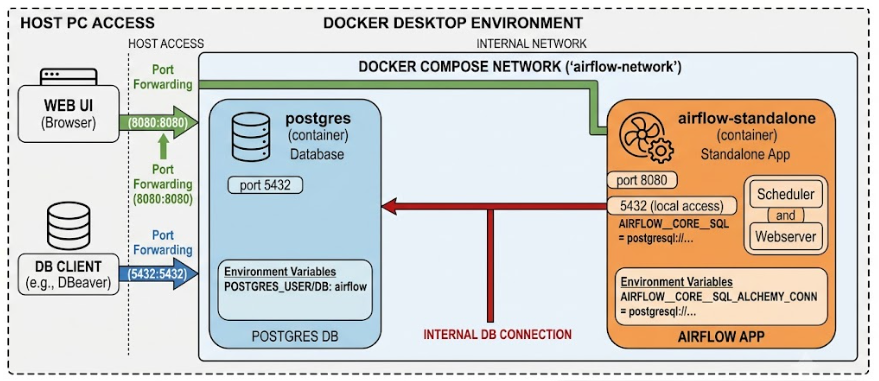 HOST PC ACCESS
DOCKER DESKTOP ENVIRONMENT
HOST ACCESS
INTERNAL NETWORK
DOCKER COMPOSE NETWORK (‘airflow-network’)
Port
Forwarding
WEB UI
(Browser)
(8080:8080)
Port
Forwarding
(8080:8080)
DB CLIENT
(e.g., DBeaver)
Port
Forwarding
(5432:5432)
postgres
(container)
Database
port 5432
Environment Variables
POSTGRES_USER/DB: airflow
POSTGRES DB
INTERNAL DB CONNECTION
airflow-standalone
(container)
Standalone App
port 8080
5432 (local access)
AIRFLOW__CORE__SQL
= postgresql://...
Scheduler
and
Webserver
Environment Variables
AIRFLOW__CORE__SQL_ALCHEMY_CONN
= postgresql://...
AIRFLOW APP